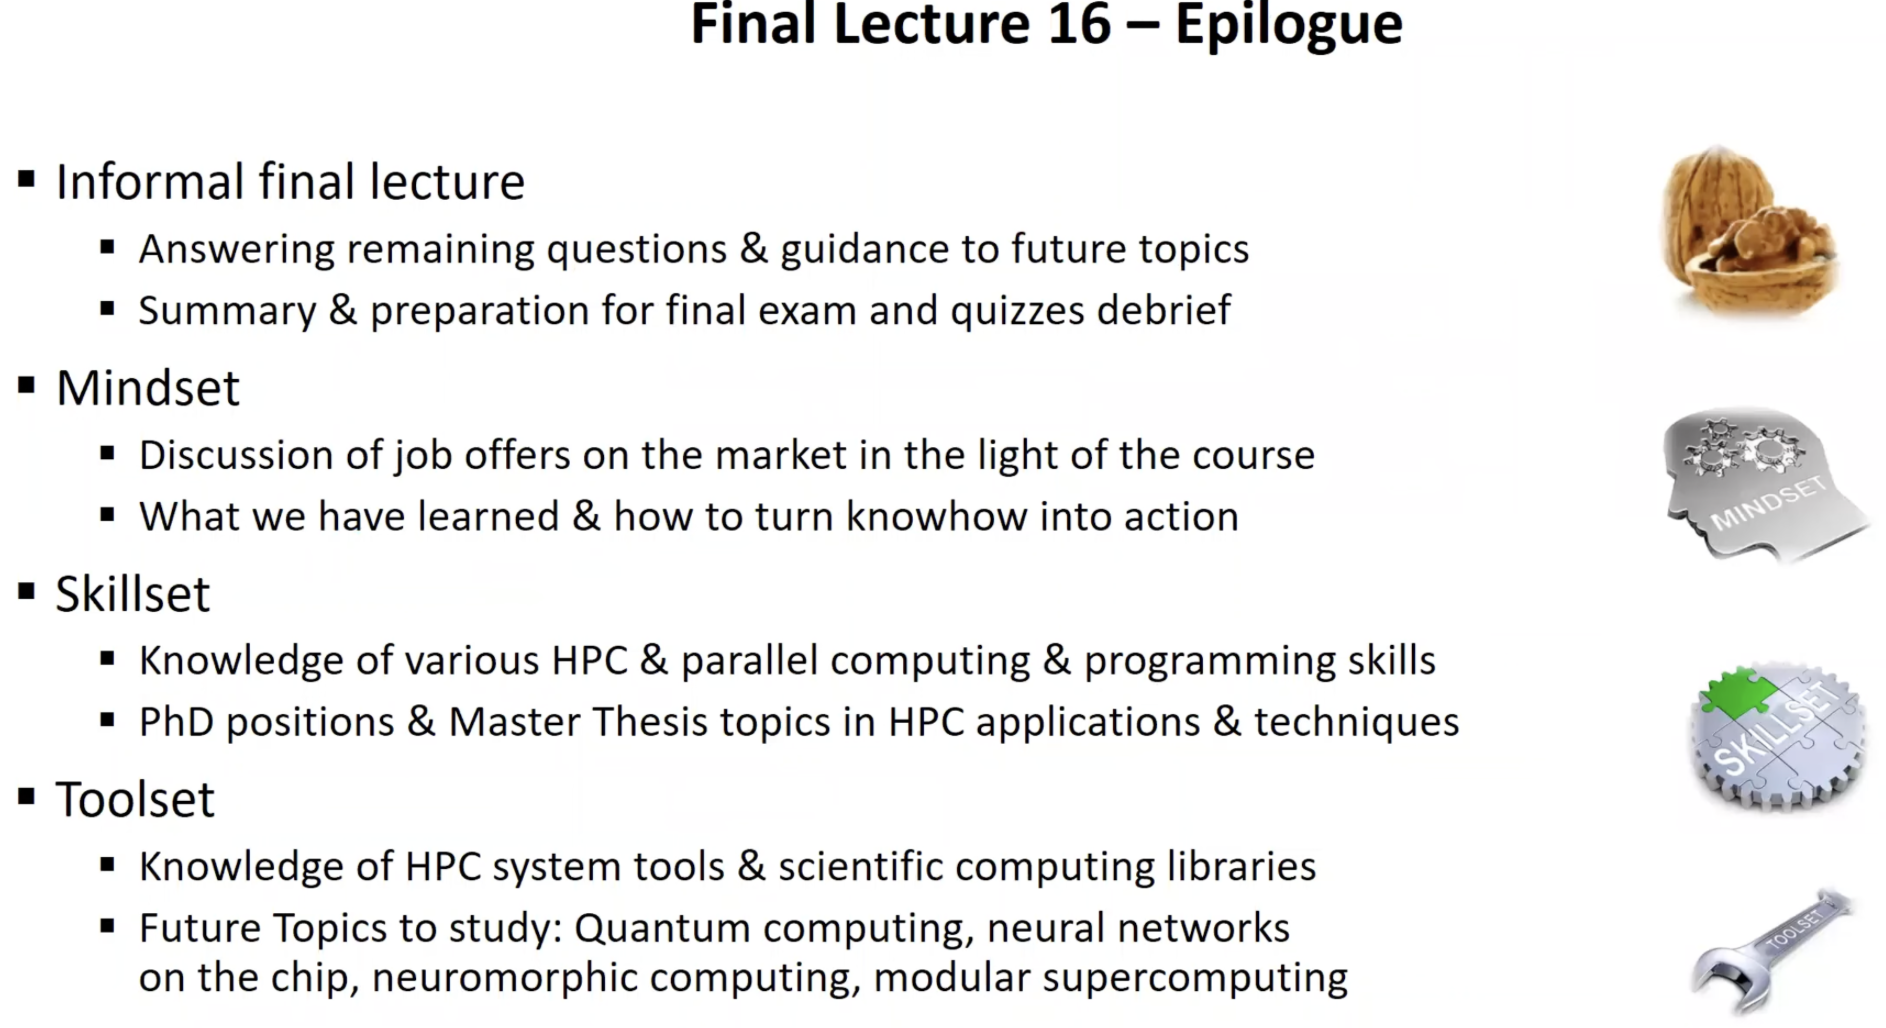 Final Lecture 16 – Epilogue
▪ Informal final lecture
▪ Answering remaining questions & guidance to future topics
▪ Summary & preparation for final exam and quizzes debrief
▪ Mindset
▪ Discussion of job offers on the market in the light of the course
▪ What we have learned & how to turn knowhow into action
MINDSET
▪ Skillset
▪ Knowledge of various HPC & parallel computing & programming skills
▪ PhD positions & Master Thesis topics in HPC applications & techniques
SKILLSET
▪ Toolset
▪ Knowledge of HPC system tools & scientific computing libraries
▪ Future Topics to study: Quantum computing, neural networks
on the chip, neuromorphic computing, modular supercomputing
TOOLSET